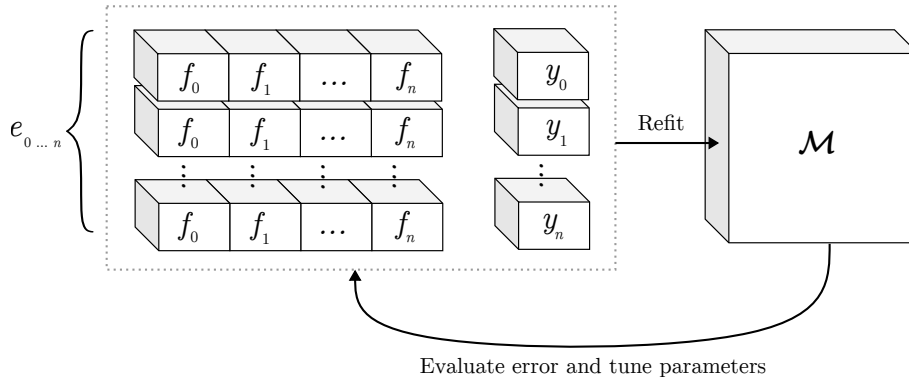 f₀ f₁ ... fₙ y₀
f₀ f₁ ... fₙ y₁
e₀ ... ₙ
Refit
ℳ
⋮ ⋮ ⋮ ⋮ ⋮
f₀ f₁ ... fₙ yₙ
Evaluate error and tune parameters